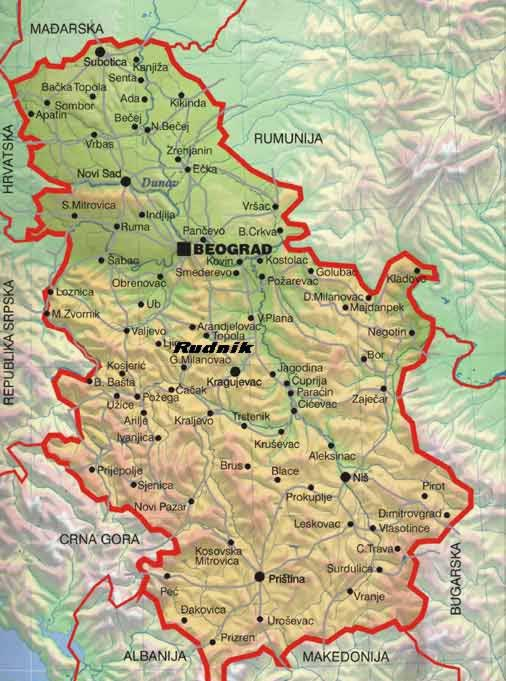 MAĐARSKA
Subotica
Kanjiža
Senta
Bačka Topola
Ada
Kikinda
Sombor
Apatin
Bečej
N.Bečej
RUMUNIJA
HRVATSKA
Vrbas
Zrenjanin
Ečka
Novi Sad
Dunav
S.Mitrovica
Indjija
Vršac
Ruma
Pančevo
B.Crkva
BEOGRAD
Šabac
Kovin
Kostolac
Smederevo
Golubac
Kladovo
Obrenovac
Požarevac
Loznica
D.Milanovac
Ub
Majdanpek
M.Zvornik
V.Plana
REPUBLIKA SRPSKA
Valjevo
Arandjelovac
Topola
Negotin
Lju
Rudnik
Bor
Kosjerić
G.Milanovac
Jagodina
B. Bašta
Kragujevac
Ćuprija
Čačak
Paraćin
Zaječar
Užice
Požega
Ćićevac
Arilje
Kraljevo
Trstenik
Ivanjica
Kruševac
Aleksinac
Prijepolje
Brus
Blace
Niš
Sjenica
Prokuplje
Pirot
Novi Pazar
Dimitrovgrad
Leskovac
Vlasotince
CRNA GORA
Kosovska
Mitrovica
C.Trava
BUGARSKA
Priština
Surdulica
Peć
Vranje
Đakovica
Uroševac
Prizren
ALBANIJA
MAKEDONIJA